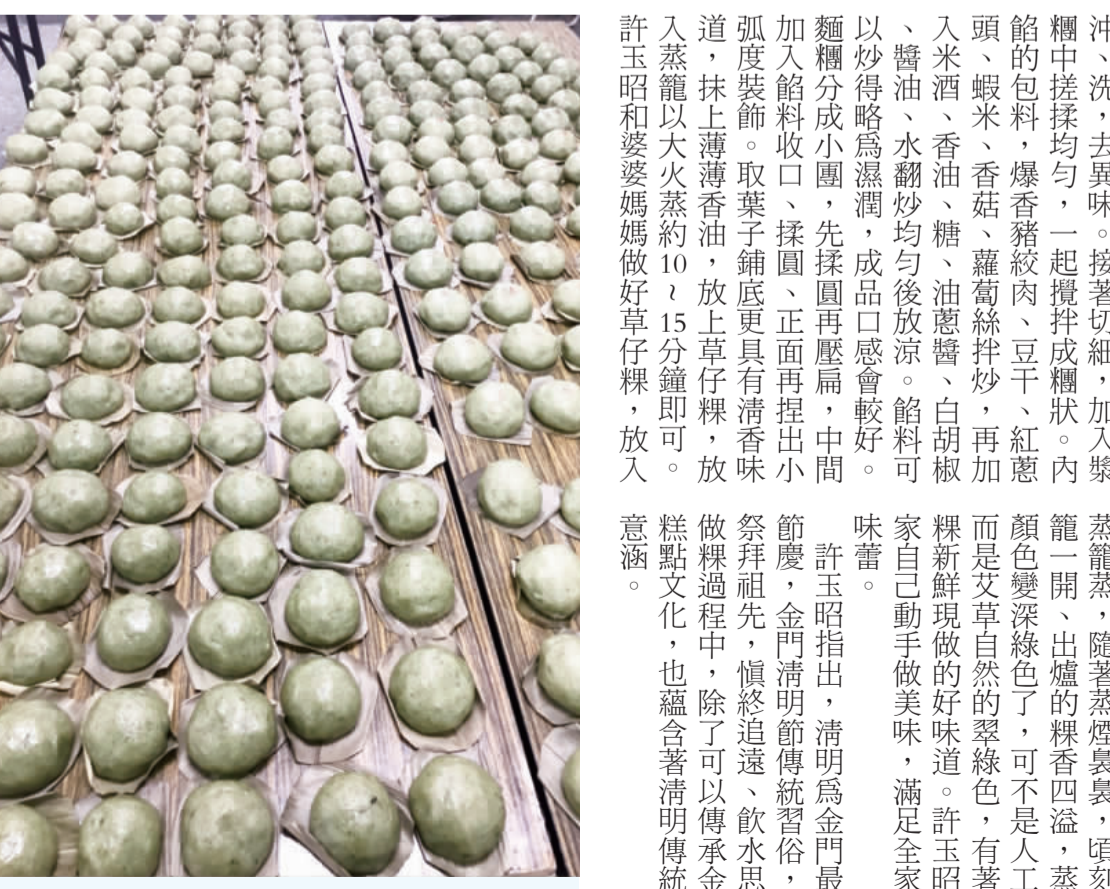 沖、洗，去異味。接著切細，加入漿
糰中搓揉均勻，一起攪拌成糰狀。內
餡的包料，爆香豬絞肉、豆干、紅蔥
頭、蝦米、香菇、蘿蔔絲拌炒，再加
入米酒、香油、糖、油蔥醬、白胡椒
、醬油、水翻炒均勻後放涼。餡料可
以炒得略為濕潤，成品口感會較好。
麵糰分成小團，先揉圓再壓扁，中間
加入餡料收口、揉圓、正面再捏出小
弧度裝飾。取葉子鋪底更具有清香味
道，抹上薄薄香油，放上草仔粿，放
入蒸籠以大火蒸約10~15分鐘即可。
許玉昭和婆婆媽媽做好草仔粿，放入
蒸籠蒸，隨著蒸煙裊裊，頃刻
籠一開、出爐的粿香四溢，蒸
顏色變深綠色了，可不是人工
而是艾草自然的翠綠色，有著
粿新鮮現做的好味道。許玉昭
家自己動手做美味，滿足全家
味蕾。
許玉昭指出，清明為金門最
節慶，金門清明節傳統習俗，
祭拜祖先，慎終追遠、飲水思
做粿過程中，除了可以傳承金
糕點文化，也蘊含著清明傳統
意涵。